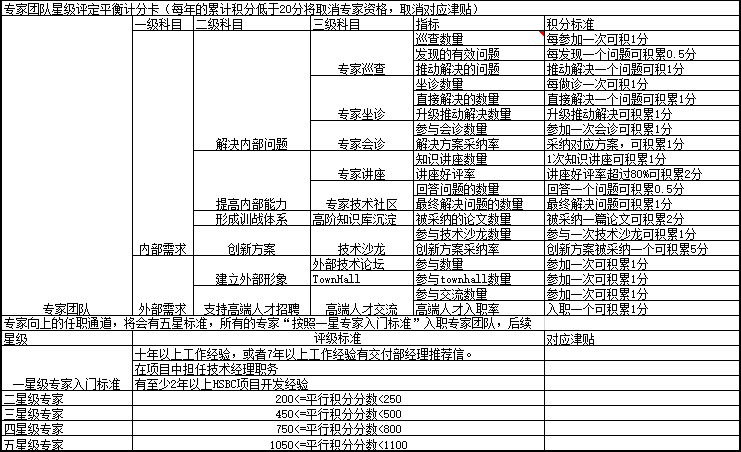 专家团队星级评定平衡计分卡（每年的累计积分低于20分将取消专家资格，取消对应津贴）
一级科目 二级科目 三级科目 指标 积分标准
巡查数量 每参加一次可积1分
发现的有效问题 每发现一个问题可积累0.5分
专家巡查 推动解决的问题 推动解决一个问题可积1分
坐诊数量 每做诊一次可积1分
直接解决的数量 直接解决一个问题可积累1分
专家坐诊 升级推动解决数量 升级推动解决可积累1分
参与会诊数量 参加一次会诊可积累1分
解决内部问题 专家会诊 解决方案采纳率 采纳对应方案，可积累1分
知识讲座数量 1次知识讲座可积累1分
专家讲座 讲座好评率 讲座好评率超过80%可积累2分
回答问题的数量 回答一个问题可积累0.5分
提高内部能力 专家技术社区 最终解决问题的数量 最终解决问题可积累1分
形成训战体系 高阶知识库沉淀 被采纳的论文数量 被采纳一篇论文可积累2分
参与技术沙龙数量 参与一次技术沙龙可积累1分
内部需求 创新方案 技术沙龙 创新方案采纳率 创新方案被采纳一个可积累5分
外部技术论坛 参与数量 参加一次可积累1分
建立外部形象 TownHall 参与townhall数量 参加一次可积累1分
参与交流数量 参加一次可积累1分
专家团队 外部需求 支持高端人才招聘 高端人才交流 高端人才入职率 入职一个可积累1分
专家向上的任职通道，将会有五星标准，所有的专家“按照一星专家入门标准”入职专家团队，后续
星级 评级标准 对应津贴
十年以上工作经验，或者7年以上工作经验有交付部经理推荐信。
在项目中担任技术经理职务
一星级专家入门标准 有至少2年以上HSBC项目开发经验
二星级专家 200<=平行积分分数<250
三星级专家 450<=平行积分分数<500
四星级专家 750<=平行积分分数<800
五星级专家 1050<=平行积分分数<1100